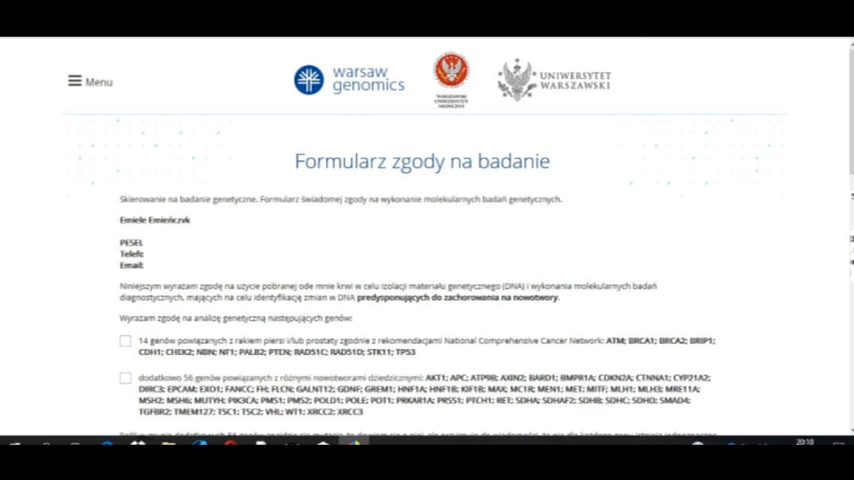 Menu
warsaw
genomics
WARSZAWSKI
UNIWERSYTET
MEDYCZNY
UNIWERSYTET
WARSZAWSKI
Formularz zgody na badanie
Skierowanie na badanie genetyczne. Formularz świadomej zgody na wykonanie molekularnych badań genetycznych.
PESEL
Email:
Niniejszym wyrażam zgodę na użycie pobranej ode mnie krwi w celu izolacji materiału genetycznego (DNA) i wykonania molekularnych badań
diagnostycznych, mających na celu identyfikację zmian w DNA predysponujących do zachorowania na nowotwory.
Wyrażam zgodę na analizę genetyczną następujących genów:
14 genów powiązanych z rakiem piersi i/lub prostaty zgodnie z rekomendacjami National Comprehensive Cancer Network: ATM; BRCA1; BRCA2; BRIP1;
CDH1; CHEK2; NBN; NF1; PALB2; PTEN; RAD51C; RAD51D; STK11; TP53
dodatkowo 56 genów powiązanych z różnymi nowotworami dziedzicznymi: AKT1; APC; ATP9B; AXIN2; BARD1; BMPR1A; CDKN2A; CTNNA1; CYP21A2;
DIRC3; EPCAM; EXO1; FANCC; FH; FLCN; GALNT12; GDNF; GREM1; HNF1A; HNF1B; KIF1B; MAX; MC1R; MEN1; MET; MITF; MLH1; MLH3; MRE11A;
MSH2; MSH6; MUTYH; PIK3CA; PMS1; PMS2; POLD1; POLE; POT1; PRKAR1A; PRSS1; PTCH1; RET; SDHA; SDHAF2; SDHB; SDHC; SDHD; SMAD4;
TGFBR2; TMEM127; TSC1; TSC2; VHL; WT1; XRCC2; XRCC3
20:10